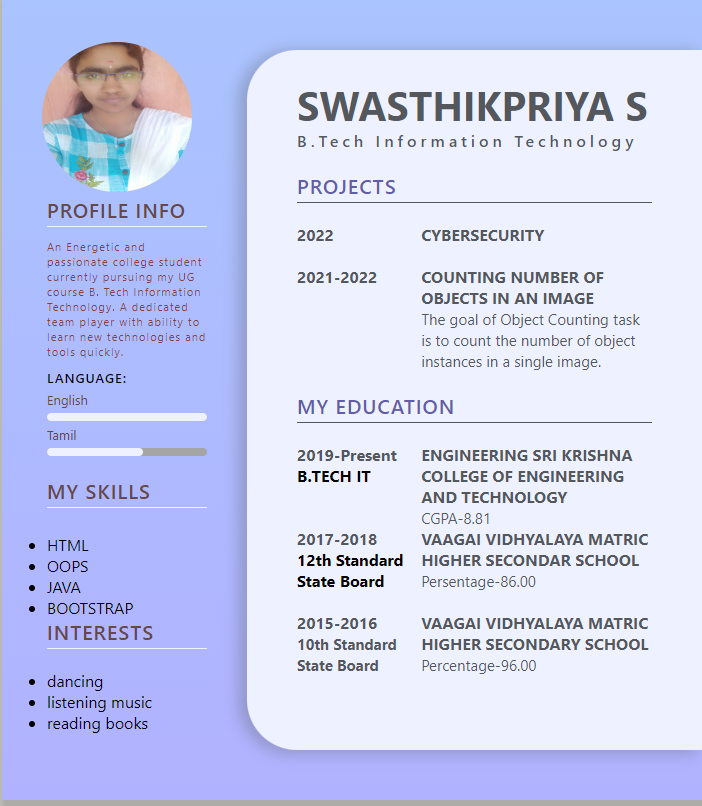 PROFILE INFO
An Energetic and
passionate college student
currently pursuing my UG
course B. Tech Information
Technology. A dedicated
team player with ability to
learn new technologies and
tools quickly.
LANGUAGE:
English
Tamil
MY SKILLS
HTML
OOPS
JAVA
BOOTSTRAP
INTERESTS
dancing
listening music
reading books
SWASTHIKPRIYA S
B.Tech Information Technology
PROJECTS
2022 CYBERSECURITY
2021-2022 COUNTING NUMBER OF
OBJECTS IN AN IMAGE
The goal of Object Counting task
is to count the number of object
instances in a single image.
MY EDUCATION
2019-Present ENGINEERING SRI KRISHNA
B.TECH IT COLLEGE OF ENGINEERING
AND TECHNOLOGY
CGPA-8.81
2017-2018 VAAGAI VIDHYALAYA MATRIC
12th Standard HIGHER SECONDAR SCHOOL
State Board Persentage-86.00
2015-2016 VAAGAI VIDHYALAYA MATRIC
10th Standard HIGHER SECONDARY SCHOOL
State Board Percentage-96.00